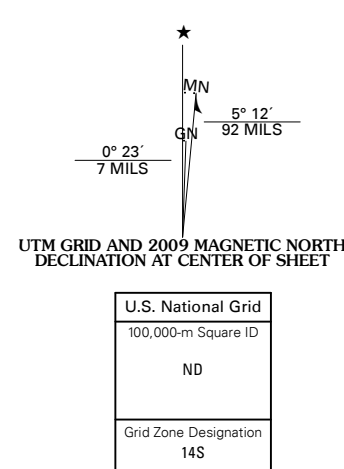 MN
5° 12´
92 MILS
GN
0° 23´
7 MILS
UTM GRID AND 2009 MAGNETIC NORTH
DECLINATION AT CENTER OF SHEET
U.S. National Grid
100,000-m Square ID
ND
Grid Zone Designation
14S